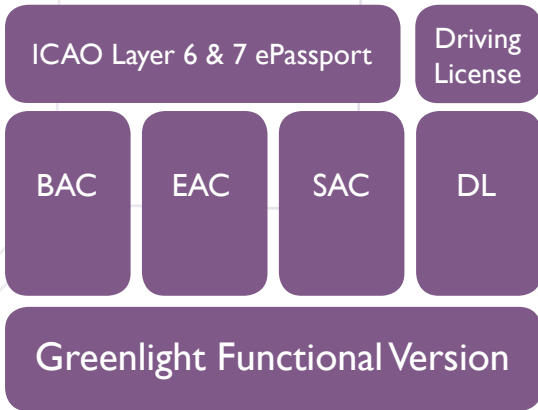 ICAO Layer 6 & 7 ePassport
Driving
License
BAC
EAC
SAC
DL
Greenlight Functional Version